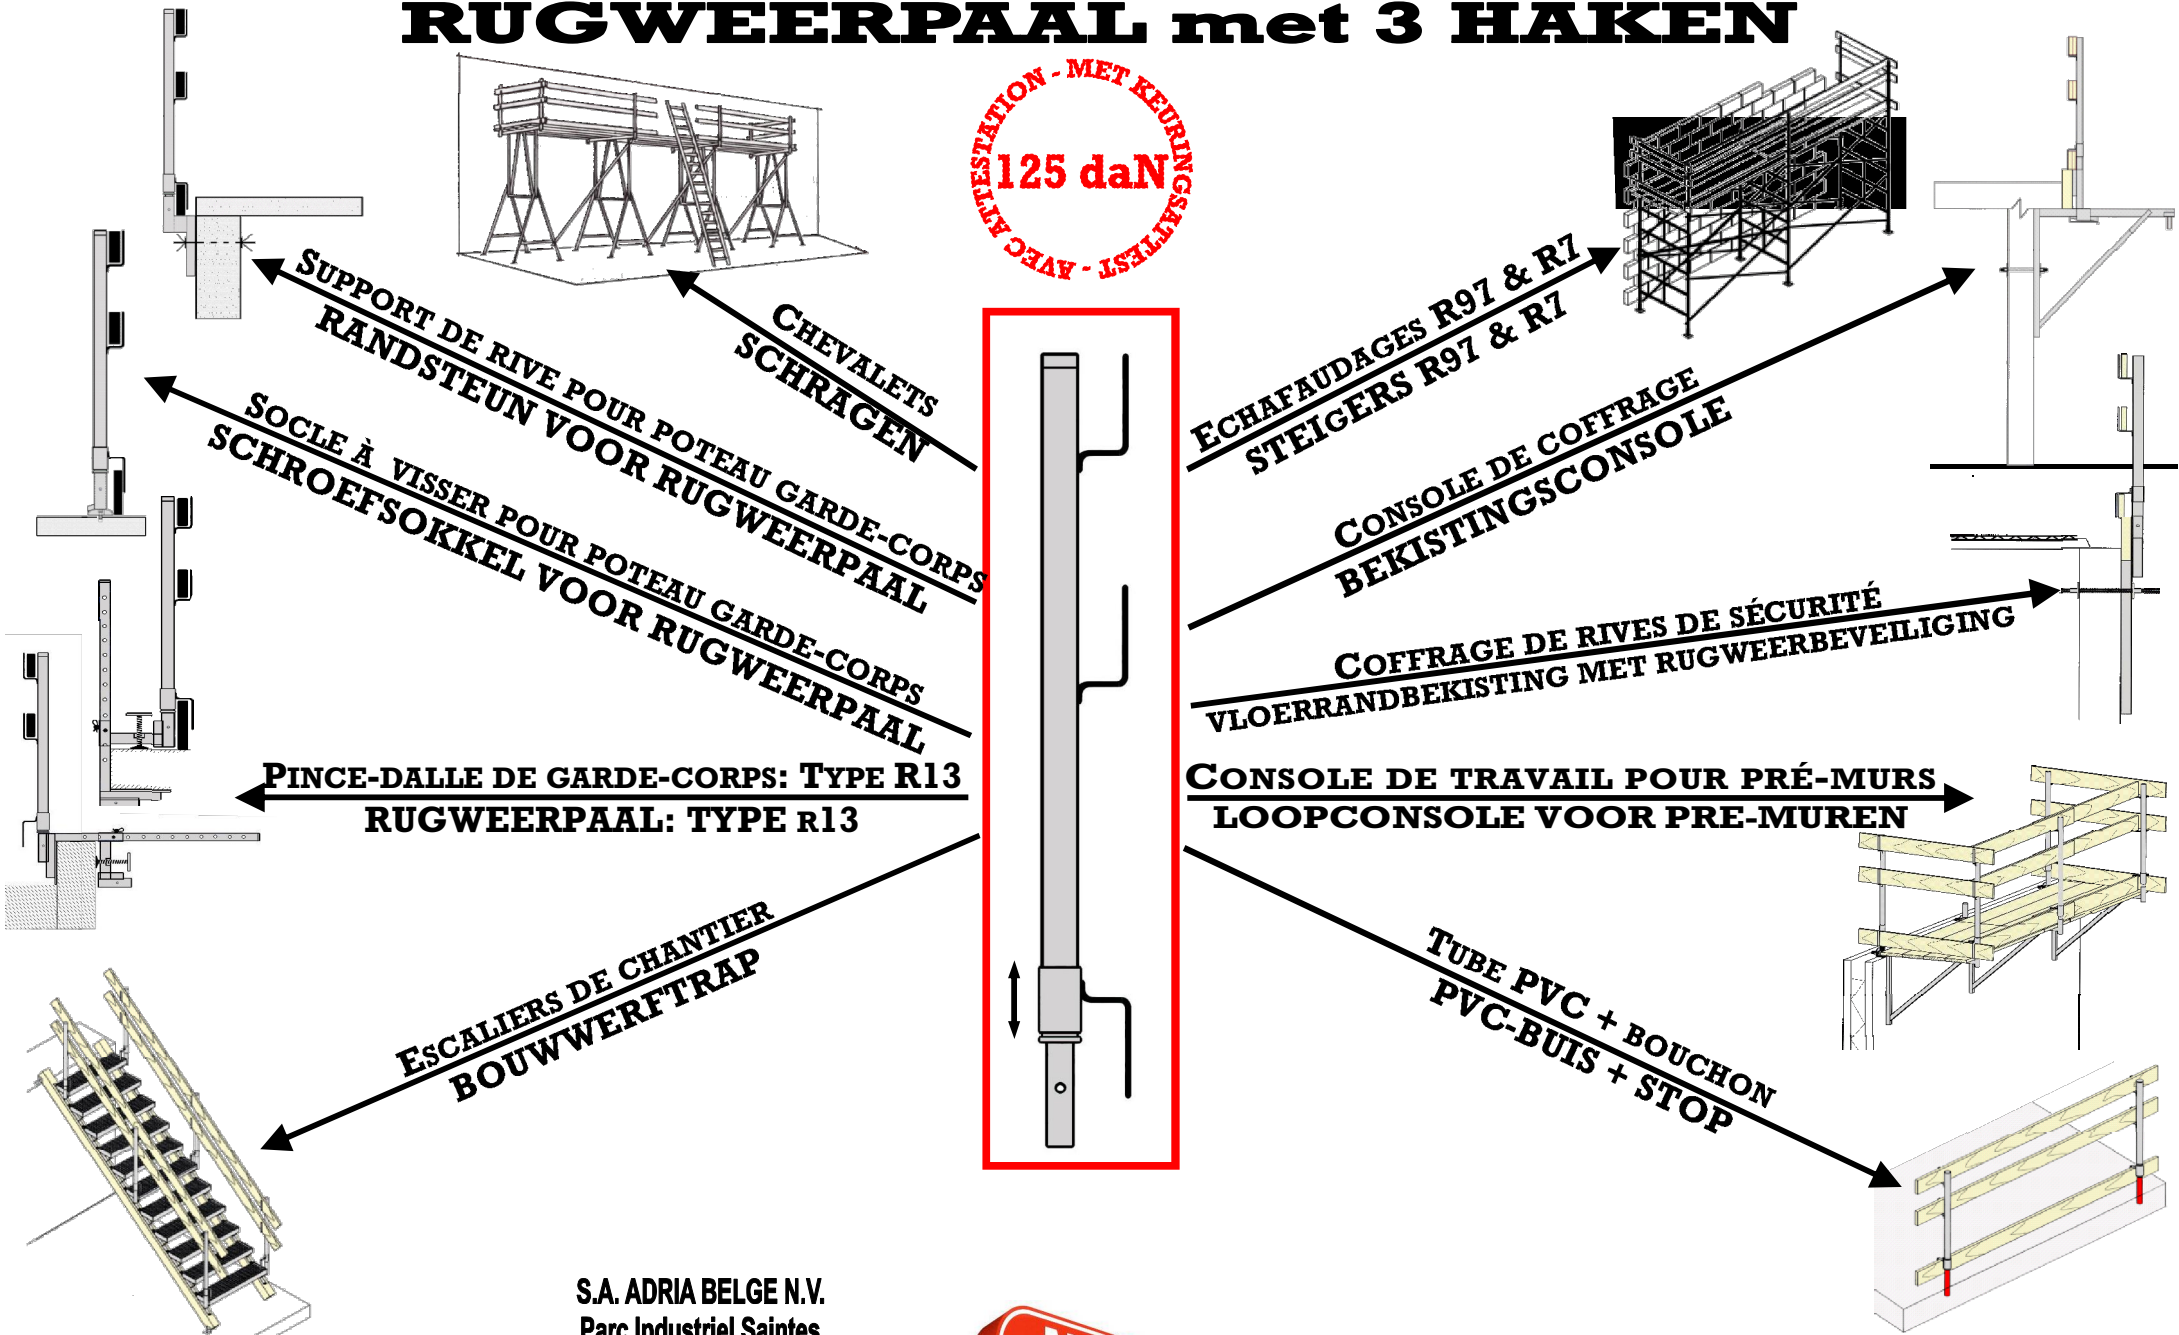 RUGWEERPAAL met 3 HAKEN
AVEC ATTESTATION - MET KEURINGSATTEST -
125 daN
CHEVALETS
SCHRAGEN
SUPPORT DE RIVE POUR POTEAU GARDE-CORPS
RANDSTEUN VOOR RUGWEERPAAL
SOCLE À VISSER POUR POTEAU GARDE-CORPS
SCHROEFSOKKEL VOOR RUGWEERPAAL
PINCE-DALLE DE GARDE-CORPS: TYPE R13
RUGWEERPAAL: TYPE R13
ESCALIERS DE CHANTIER
BOUWWERFTRAP
ECHAFAUDAGES R97 & R7
STEIGERS R97 & R7
CONSOLE DE COFFRAGE
BEKISTINGSCONSOLE
COFFRAGE DE RIVES DE SÉCURITÉ
VLOERRANDBEKISTING MET RUGWEERBEVEILIGING
CONSOLE DE TRAVAIL POUR PRÉ-MURS
LOOPCONSOLE VOOR PRE-MUREN
TUBE PVC + BOUCHON
PVC-BUIS + STOP
S.A. ADRIA BELGE N.V.
Parc Industriel Saintes